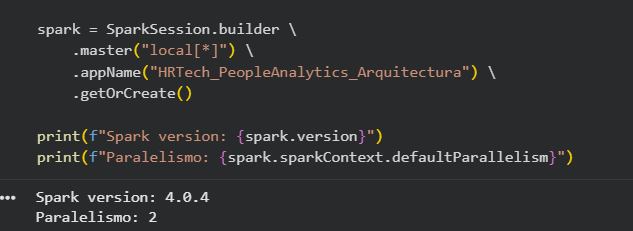 spark = SparkSession.builder \
    .master("local[*]") \
    .appName("HRTech_PeopleAnalytics_Arquitectura") \
    .getOrCreate()
print(f"Spark version: {spark.version}")
print(f"Paralelismo: {spark.sparkContext.defaultParallelism}")
Spark version: 4.0.4
Paralelismo: 2